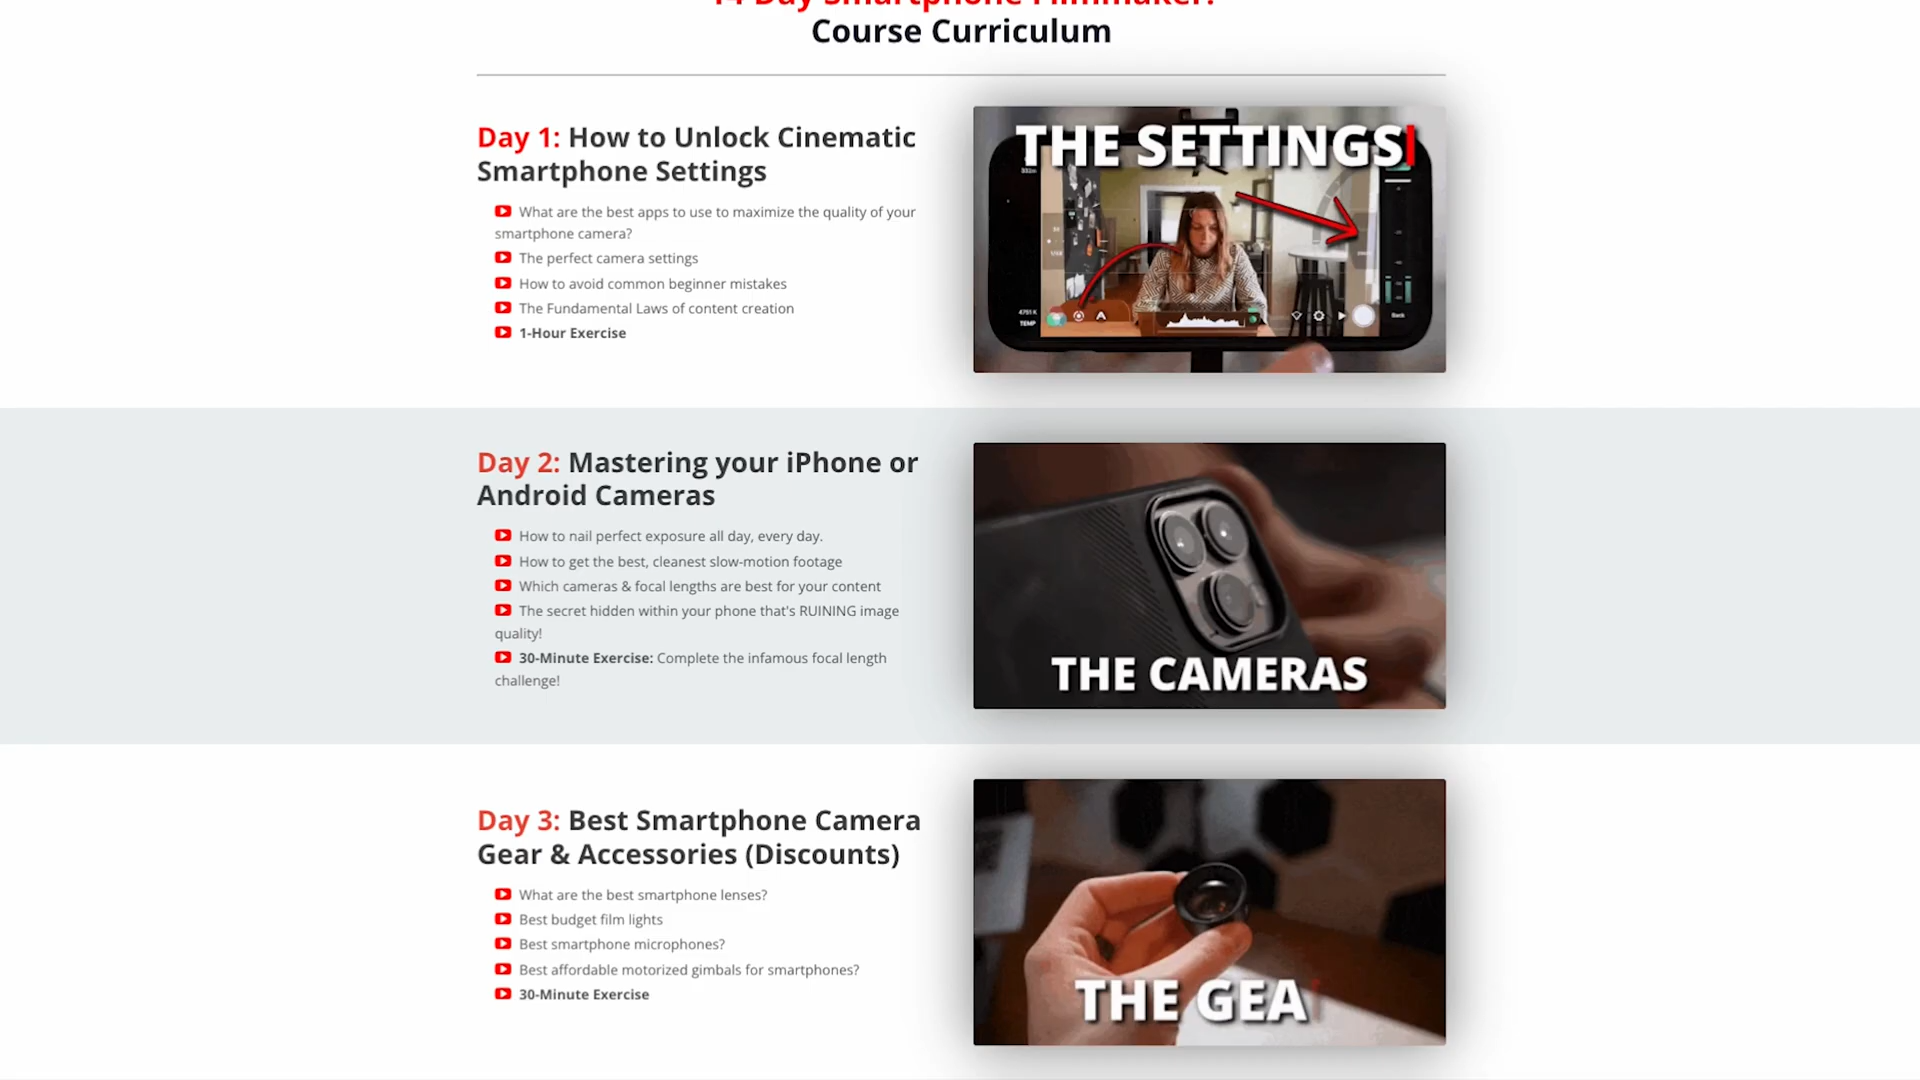 14 Day Smartphone Filmmaker:
Course Curriculum
Day 1: How to Unlock Cinematic
Smartphone Settings
What are the best apps to use to maximize the quality of your
smartphone camera?
The perfect camera settings
How to avoid common beginner mistakes
The Fundamental Laws of content creation
1-Hour Exercise
THE SETTINGS
4751K
TEMP
A
Back
Day 2: Mastering your iPhone or
Android Cameras
How to nail perfect exposure all day, every day.
How to get the best, cleanest slow-motion footage
Which cameras & focal lengths are best for your content
The secret hidden within your phone that's RUINING image
quality!
30-Minute Exercise: Complete the infamous focal length
challenge!
THE CAMERAS
Day 3: Best Smartphone Camera
Gear & Accessories (Discounts)
What are the best smartphone lenses?
Best budget film lights
Best smartphone microphones?
Best affordable motorized gimbals for smartphones?
30-Minute Exercise
THE GEA